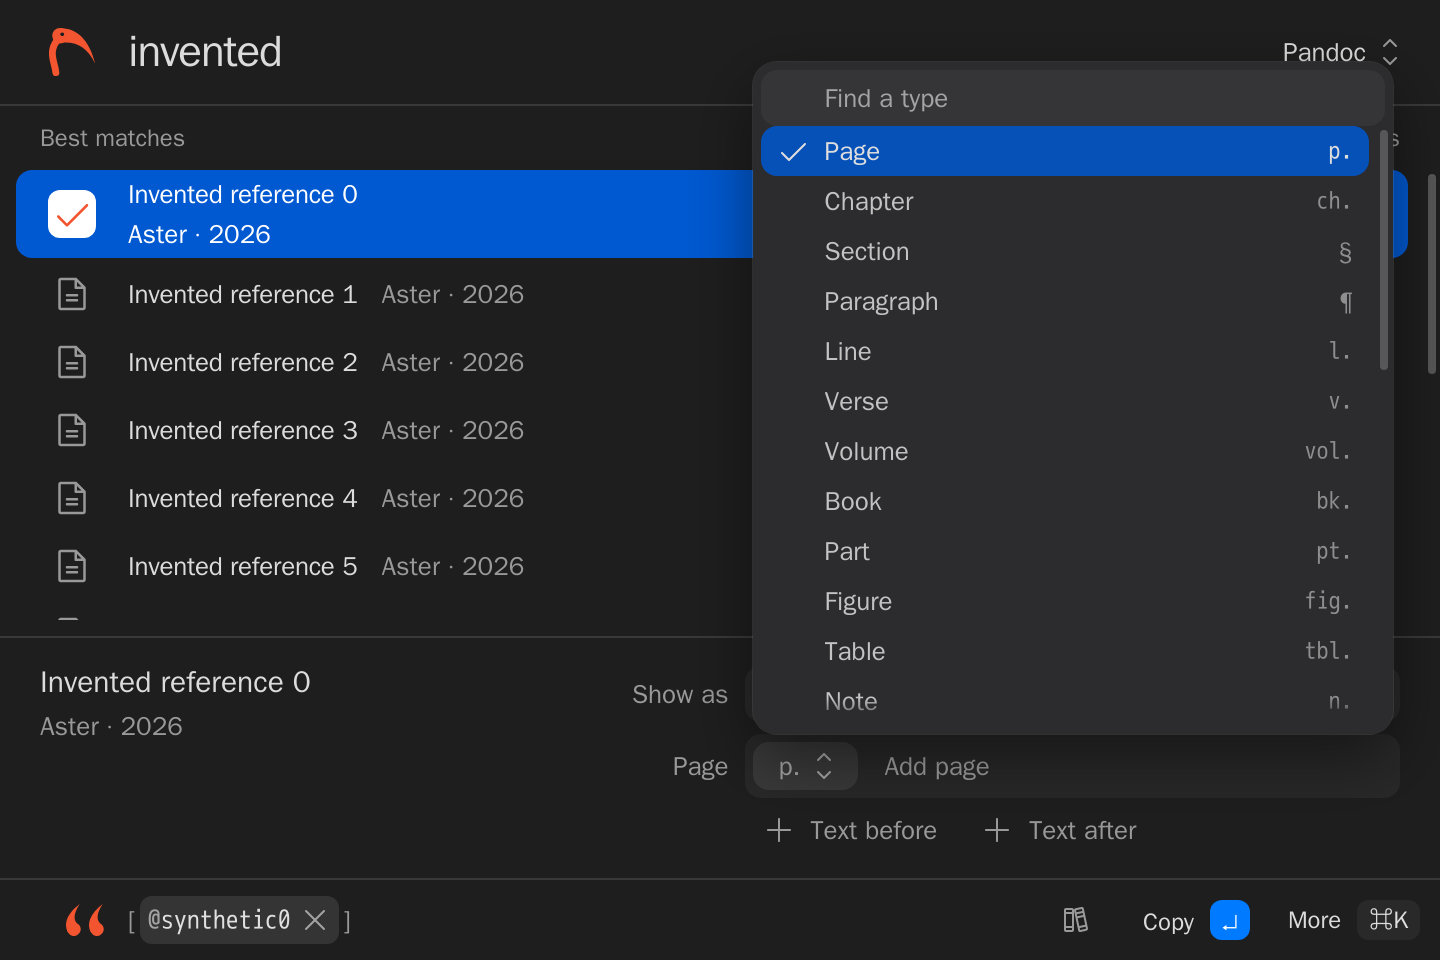 invented
Pandoc
Best matches
Invented reference 0
Aster · 2026
Invented reference 1 Aster · 2026
Invented reference 2 Aster · 2026
Invented reference 3 Aster · 2026
Invented reference 4 Aster · 2026
Invented reference 5 Aster · 2026
Find a type
Page p.
Chapter ch.
Section §
Paragraph ¶
Line l.
Verse v.
Volume vol.
Book bk.
Part pt.
Figure fig.
Table tbl.
Note n.
Invented reference 0
Aster · 2026
Show as
Page p. Add page
Text before Text after
[ @synthetic0 ]
Copy More ⌘K